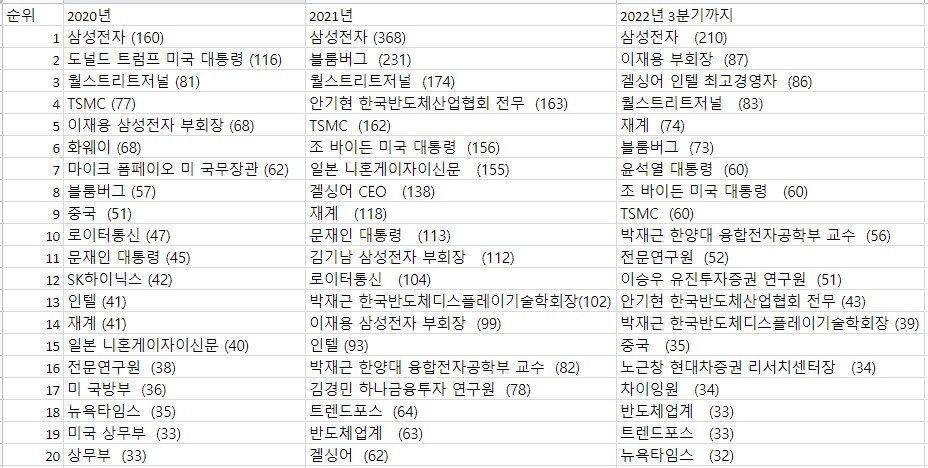 순위 2020년 2021년 2022년 3분기까지
1 삼성전자 (160) 삼성전자 (368) 삼성전자 (210)
2 도널드 트럼프 미국 대통령 (116) 블룸버그 (231) 이재용 부회장 (87)
3 월스트리트저널 (81) 월스트리트저널 (174) 겔싱어 인텔 최고경영자 (86)
4 TSMC (77) 안기현 한국반도체산업협회 전무 (163) 월스트리트저널 (83)
5 이재용 삼성전자 부회장 (68) TSMC (162) 재계 (74)
6 화웨이 (68) 조 바이든 미국 대통령 (156) 블룸버그 (73)
7 마이크 폼페이오 미 국무장관 (62) 일본 니혼게이자이신문 (155) 윤석열 대통령 (60)
8 블룸버그 (57) 겔싱어 CEO (138) 조 바이든 미국 대통령 (60)
9 중국 (51) 재계 (118) TSMC (60)
10 로이터통신 (47) 문재인 대통령 (113) 박재근 한양대 융합전자공학부 교수 (56)
11 문재인 대통령 (45) 김기남 삼성전자 부회장 (112) 전문연구원 (52)
12 SK하이닉스 (42) 로이터통신 (104) 이승우 유진투자증권 연구원 (51)
13 인텔 (41) 박재근 한국반도체디스플레이기술학회장(102) 안기현 한국반도체산업협회 전무 (43)
14 재계 (41) 이재용 삼성전자 부회장 (99) 박재근 한국반도체디스플레이기술학회장 (39)
15 일본 니혼게이자이신문 (40) 인텔 (93) 중국 (35)
16 전문연구원 (38) 박재근 한양대 융합전자공학부 교수 (82) 노근창 현대차증권 리서치센터장 (34)
17 미 국방부 (36) 김경민 하나금융투자 연구원 (78) 차이잉원 (34)
18 뉴욕타임스 (35) 트렌드포스 (64) 반도체업계 (33)
19 미국 상무부 (33) 반도체업계 (63) 트렌드포스 (33)
20 상무부 (33) 겔싱어 (62) 뉴욕타임스 (32)